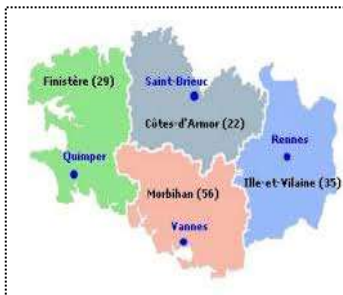 Finistère (29)
Saint-Brieuc
Côtes-d'Armor (22)
Rennes
Quimper
Ille-et-Vilaine (35)
Morbihan (56)
Vannes